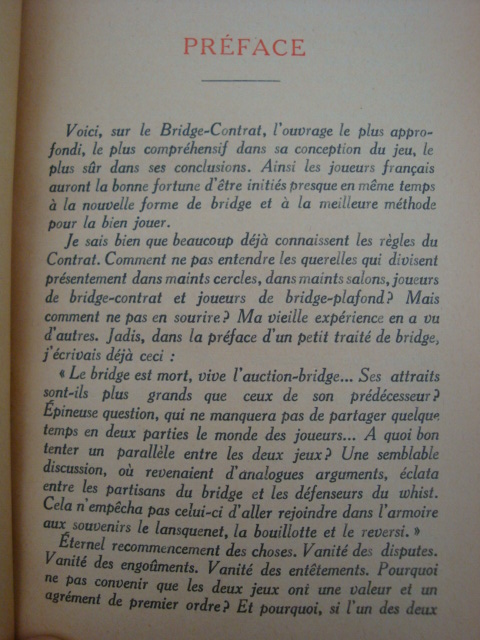 PRÉFACE
Voici, sur le Bridge-Contrat, l'ouvrage le plus appro-
fondi, le plus compréhensif dans sa conception du jeu, le
plus sûr dans ses conclusions. Ainsi les joueurs français
auront la bonne fortune d'être initiés presque en même temps
à la nouvelle forme de bridge et à la meilleure méthode
pour la bien jouer.
Je sais bien que beaucoup déjà connaissent les règles du
Contrat. Comment ne pas entendre les querelles qui divisent
présentement dans maints cercles, dans maints salons, joueurs
de bridge-contrat et joueurs de bridge-plafond? Mais
comment ne pas en sourire? Ma vieille expérience en a vu
d'autres. Jadis, dans la préface d'un petit traité de bridge,
j'écrivais déjà ceci :
« Le bridge est mort, vive l'auction-bridge... Ses attraits
sont-ils plus grands que ceux de son prédécesseur?
Épineuse question, qui ne manquera pas de partager quelque
temps en deux parties le monde des joueurs... A quoi bon
tenter un parallèle entre les deux jeux? Une semblable
discussion, où revenaient d'analogues arguments, éclata
entre les partisans du bridge et les défenseurs du whist.
Cela n'empêcha pas celui-ci d'aller rejoindre dans l'armoire
aux souvenirs le lansquenet, la bouillotte et le reversi. »
Éternel recommencement des choses. Vanité des disputes.
Vanité des engoûments. Vanité des entêtements. Pourquoi
ne pas convenir que les deux jeux ont une valeur et un
agrément de premier ordre? Et pourquoi, si l'un des deux